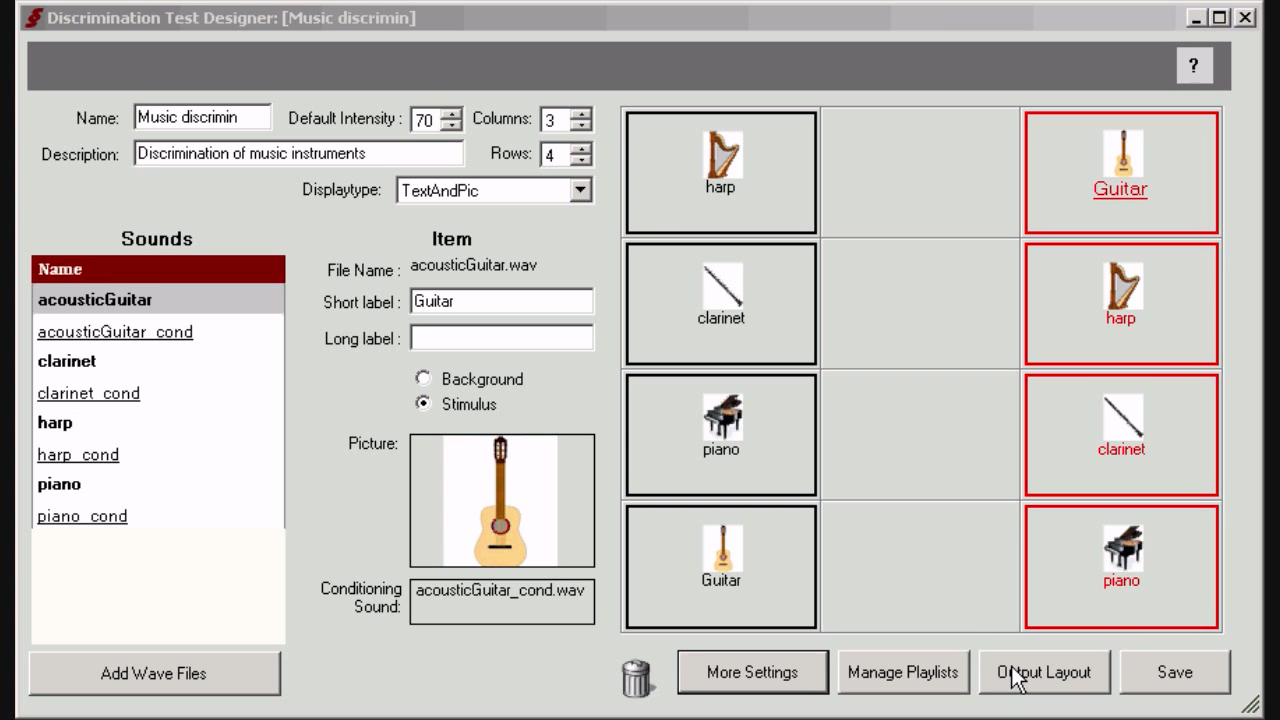 Discrimination Test Designer: [Music discrimin]
?
Name: Music discrimin Default Intensity : 70 Columns: 3
Description: Discrimination of music instruments Rows: 4
Displaytype: TextAndPic
Sounds
Name
acousticGuitar
acousticGuitar_cond
clarinet
clarinet_cond
harp
harp_cond
piano
piano_cond
Add Wave Files
Item
File Name : acousticGuitar.wav
Short label : Guitar
Long label :
Background
Stimulus
Picture:
Conditioning
Sound:
acousticGuitar_cond.wav
harp
Guitar
clarinet
harp
piano
clarinet
Guitar
piano
More Settings
Manage Playlists
Output Layout
Save